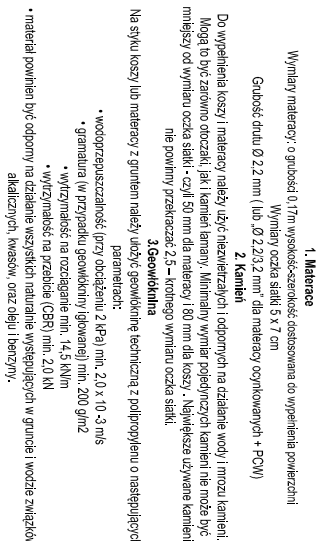 1. Materace
Wymiary materacy: o grubości 0,17m wysokość-szerokość dostosowana do wypełnienia powierzchni
Wymiary oczka siatki 5 x 7 cm
Grubość drutu Ø 2,2 mm ( lub „Ø 2,2/3,2 mm” dla materacy ocynkowanych + PCW)
2. Kamień
Do wypełnienia koszy i materacy należy użyć niezwietrzałych i odpornych na działanie wody i mrozu kamieni.
Mogą to być zarówno otoczaki, jak i kamień łamany. Minimalny wymiar pojedynczych kamieni nie może być
mniejszy od wymiaru oczka siatki - czyli 50 mm dla materacy i 80 mm dla koszy . Największe używane kamieni
nie powinny przekraczać 2,5 – krotnego wymiaru oczka siatki.
3.Geowłóknina
Na styku koszy lub materacy z gruntem należy ułożyć geowłókninę techniczną z polipropylenu o następującyc
parametrach:
• wodoprzepuszczalność (przy obciążeniu 2 kPa) min. 2,0 x 10 -3 m/s
• gramatura (w przypadku geowłókniny igłowanej) min. 200 g/m2
• wytrzymałość na rozciąganie min. 14,5 kN/m
• wytrzymałość na przebicie (CBR) min. 2,0 kN
• materiał powinien być odporny na działanie wszystkich naturalnie występujących w gruncie i wodzie związkó
alkalicznych, kwasów, oraz oleju i benzyny.